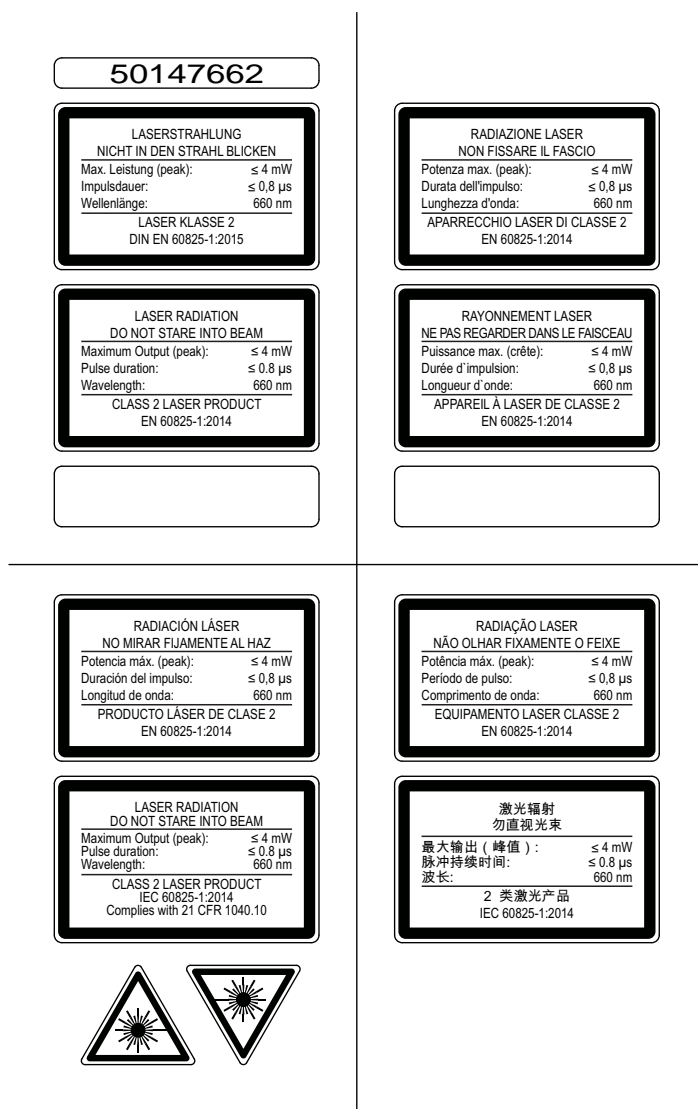 50147662
LASERSTRAHLUNG
NICHT IN DEN STRAHL BLICKEN
Max. Leistung (peak): ≤ 4 mW
Impulsdauer: ≤ 0,8 µs
Wellenlänge: 660 nm
LASER KLASSE 2
DIN EN 60825-1:2015
LASER RADIATION
DO NOT STARE INTO BEAM
Maximum Output (peak): ≤ 4 mW
Pulse duration: ≤ 0.8 µs
Wavelength: 660 nm
CLASS 2 LASER PRODUCT
EN 60825-1:2014
RADIAZIONE LASER
NON FISSARE IL FASCIO
Potenza max. (peak): ≤ 4 mW
Durata dell'impulso: ≤ 0,8 µs
Lunghezza d'onda: 660 nm
APARRECCHIO LASER DI CLASSE 2
EN 60825-1:2014
RAYONNEMENT LASER
NE PAS REGARDER DANS LE FAISCEAU
Puissance max. (crête): ≤ 4 mW
Durée d`impulsion: ≤ 0,8 µs
Longueur d`onde: 660 nm
APPAREIL À LASER DE CLASSE 2
EN 60825-1:2014
RADIACIÓN LÁSER
NO MIRAR FIJAMENTE AL HAZ
Potencia máx. (peak): ≤ 4 mW
Duración del impulso: ≤ 0,8 µs
Longitud de onda: 660 nm
PRODUCTO LÁSER DE CLASE 2
EN 60825-1:2014
LASER RADIATION
DO NOT STARE INTO BEAM
Maximum Output (peak): ≤ 4 mW
Pulse duration: ≤ 0.8 µs
Wavelength: 660 nm
CLASS 2 LASER PRODUCT
IEC 60825-1:2014
Complies with 21 CFR 1040.10
RADIAÇÃO LASER
NÃO OLHAR FIXAMENTE O FEIXE
Potência máx. (peak): ≤ 4 mW
Período de pulso: ≤ 0,8 µs
Comprimento de onda: 660 nm
EQUIPAMENTO LASER CLASSE 2
EN 60825-1:2014
激光辐射
勿直视光束
最大输出（峰值）: ≤ 4 mW
脉冲持续时间: ≤ 0.8 µs
波长: 660 nm
2 类激光产品
IEC 60825-1:2014